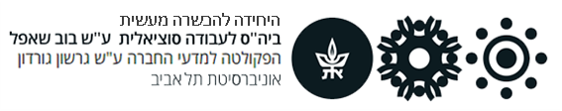 היחידה להכשרה מעשית
ביה"ס לעבודה סוציאלית ע"ש בוב שאפל
הפקולטה למדעי החברה ע"ש גרשון גורדון
אוניברסיטת תל אביב